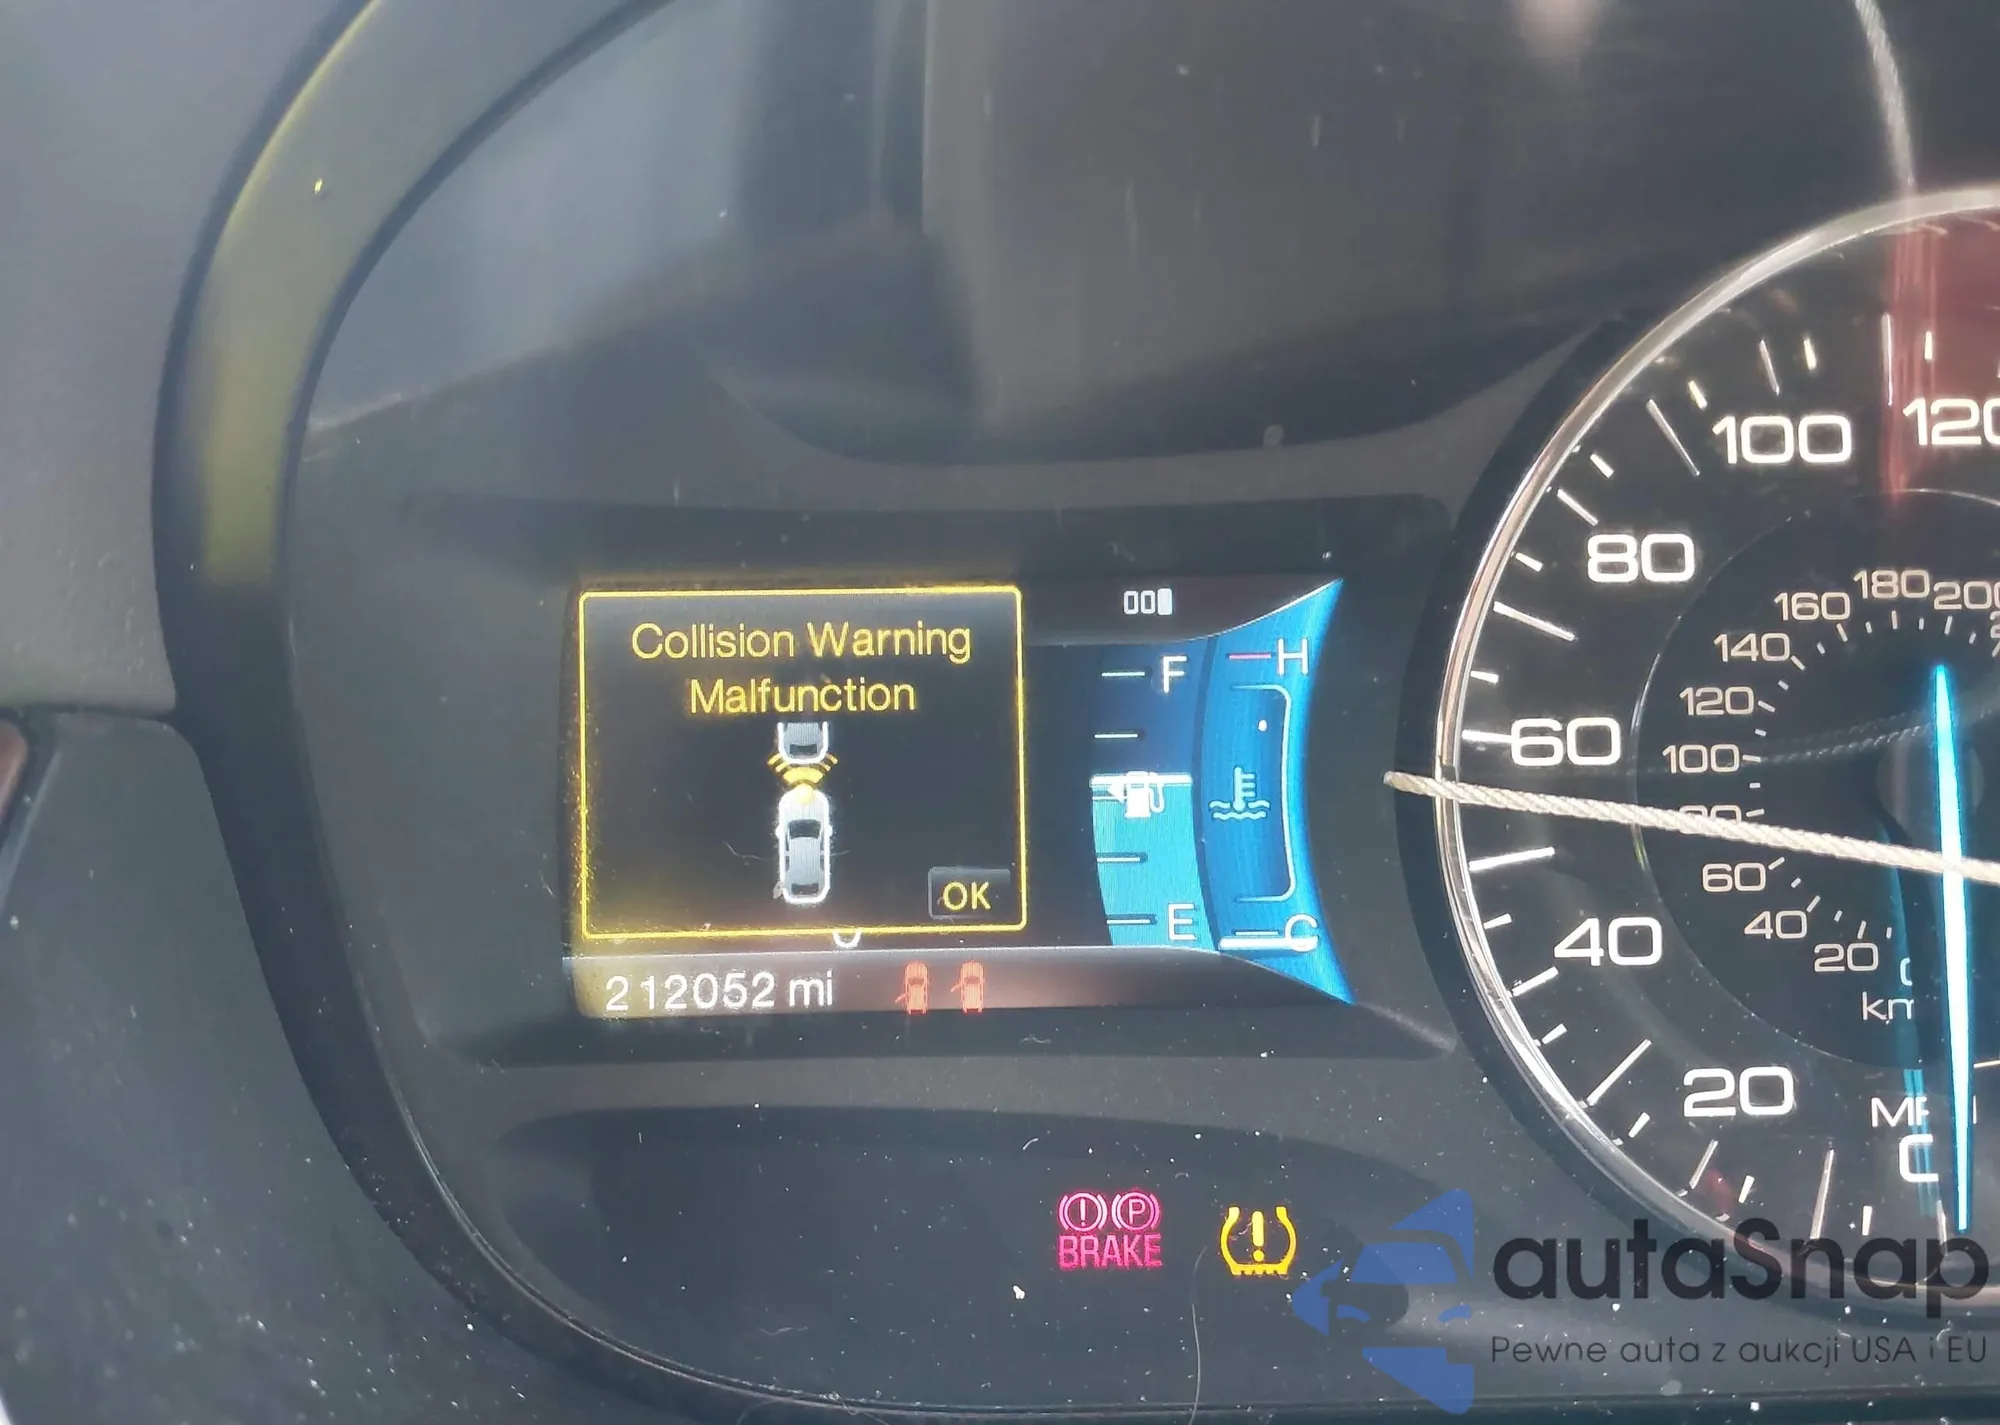 Collision Warning
Malfunction
OK
F
H
E
C
212052 mi
BRAKE
P
120
100
80
60
40
20
200
180
160
140
120
100
80
60
40
20
autaSnap
Pewne auta z aukcji USA i EU